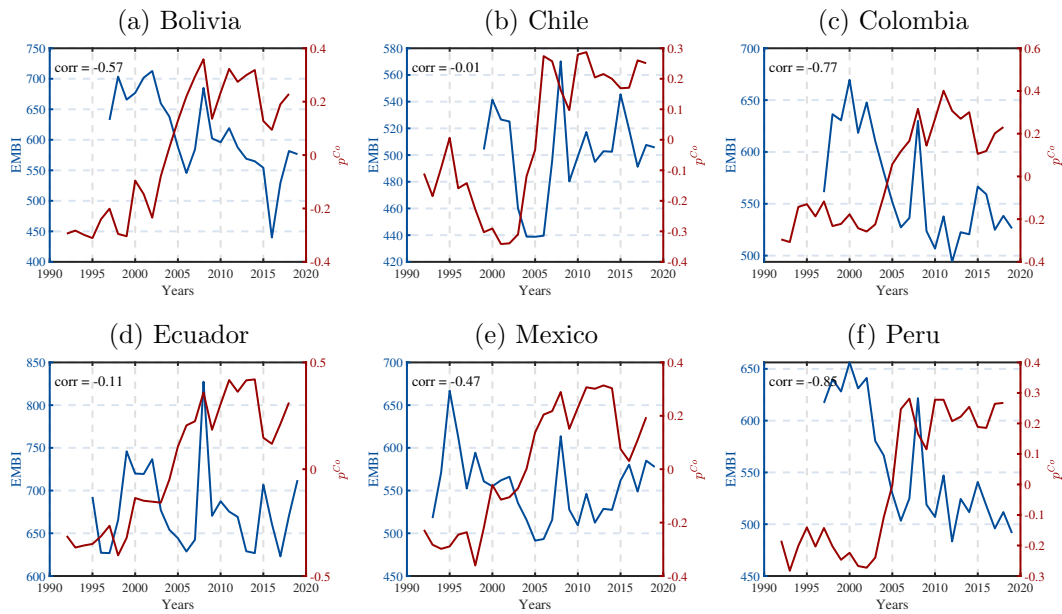 (a) Bolivia
(b) Chile
(c) Colombia
750
700
650
600
550
500
450
400
EMBI
corr = -0.57
0.4
0.2
0
-0.2
-0.4
p^{Co}
1990 1995 2000 2005 2010 2015 2020
Years
580
560
540
520
500
480
460
440
420
EMBI
corr = -0.01
0.3
0.2
0.1
0
-0.1
-0.2
-0.3
-0.4
p^{Co}
1990 1995 2000 2005 2010 2015 2020
Years
700
650
600
550
500
EMBI
corr = -0.77
0.6
0.4
0.2
0
-0.2
-0.4
p^{Co}
1990 1995 2000 2005 2010 2015 2020
Years
(d) Ecuador
(e) Mexico
(f) Peru
850
800
750
700
650
600
EMBI
corr = -0.11
0.5
0
-0.5
p^{Co}
1990 1995 2000 2005 2010 2015 2020
Years
700
650
600
550
500
450
EMBI
corr = -0.47
0.4
0.2
0
-0.2
-0.4
p^{Co}
1990 1995 2000 2005 2010 2015 2020
Years
650
600
550
500
450
EMBI
corr = -0.85
0.4
0.3
0.2
0.1
0
-0.1
-0.2
-0.3
p^{Co}
1990 1995 2000 2005 2010 2015 2020
Years